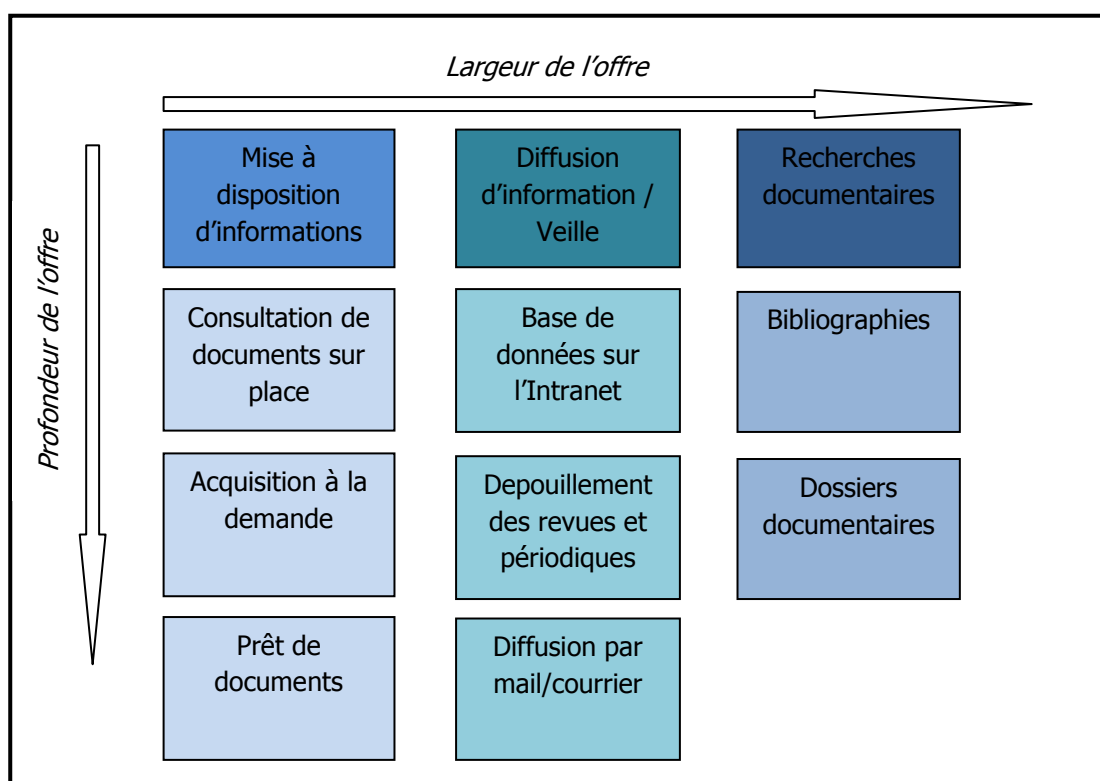 Largeur de l'offre
Profondeur de l'offre
Mise à
disposition
d'informations
Diffusion
d'information /
Veille
Recherches
documentaires
Consultation de
documents sur
place
Base de
données sur
l'Intranet
Bibliographies
Acquisition à la
demande
Depouillement
des revues et
périodiques
Dossiers
documentaires
Prêt de
documents
Diffusion par
mail/courrier